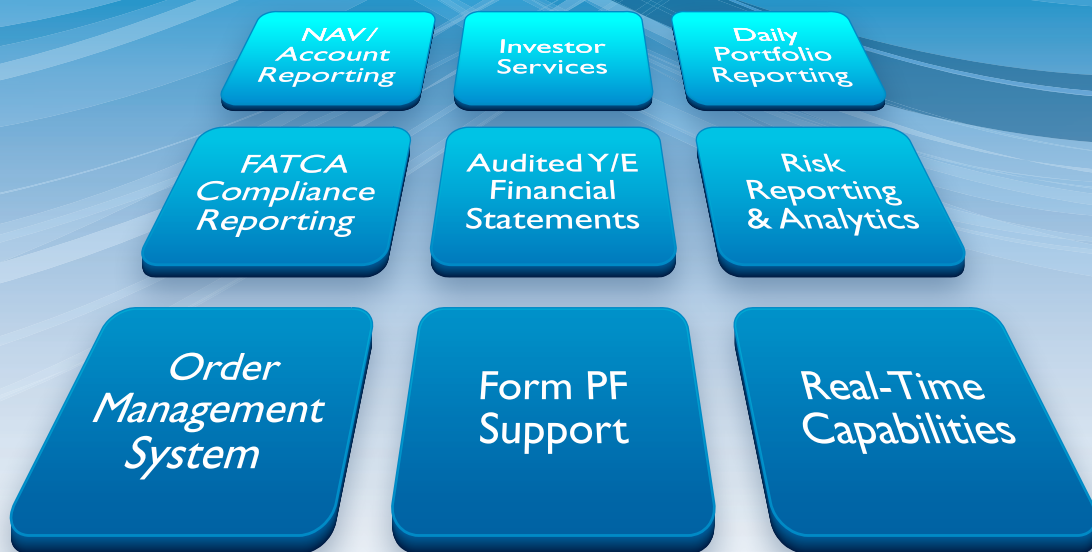 NAV/
Account
Reporting
Investor
Services
Daily
Portfolio
Reporting
FATCA
Compliance
Reporting
Audited Y/E
Financial
Statements
Risk
Reporting
& Analytics
Order
Management
System
Form PF
Support
Real-Time
Capabilities